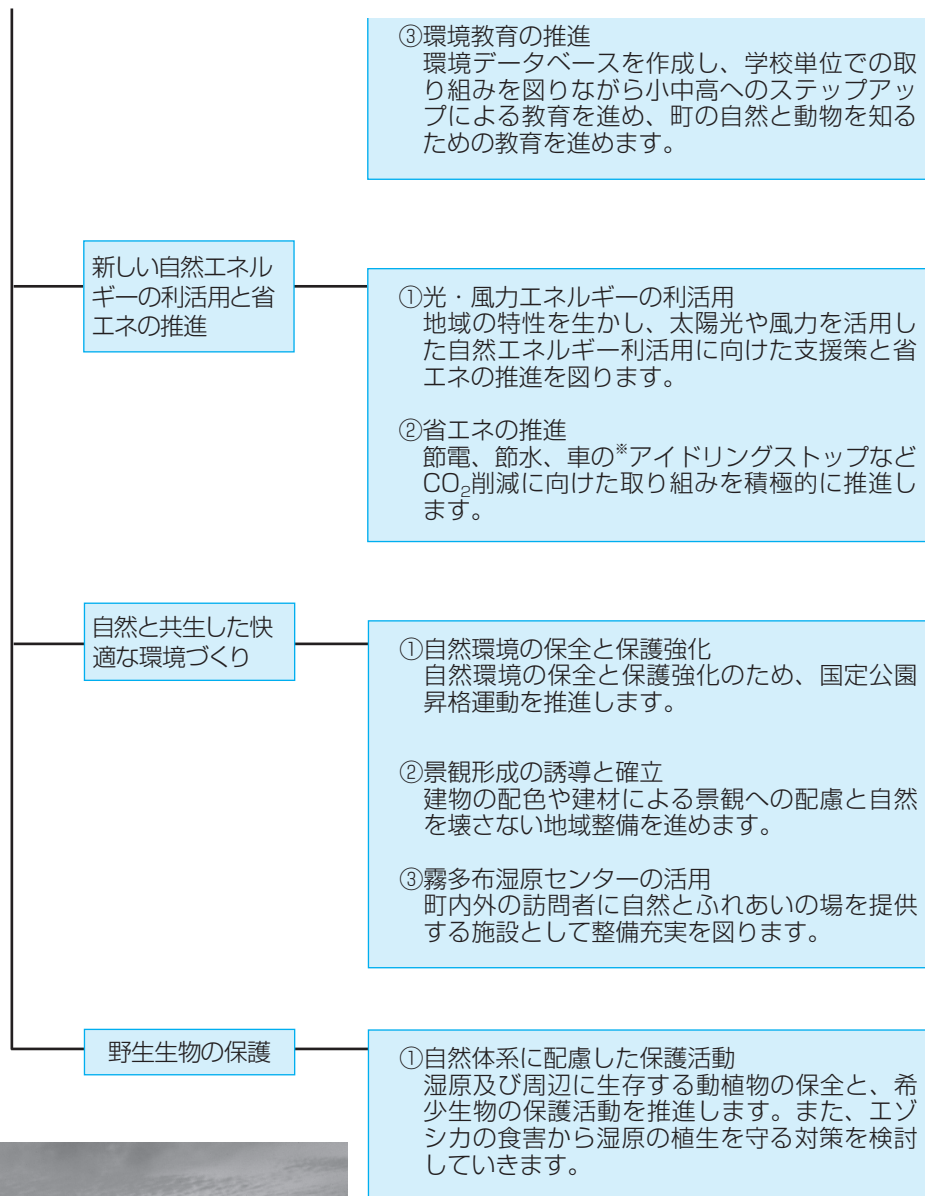 ③環境教育の推進
環境データベースを作成し、学校単位での取
り組みを図りながら小中高へのステップアッ
プによる教育を進め、町の自然と動物を知る
ための教育を進めます。
新しい自然エネル
ギーの利活用と省
エネの推進
①光・風力エネルギーの利活用
地域の特性を生かし、太陽光や風力を活用し
た自然エネルギー利活用に向けた支援策と省
エネの推進を図ります。
②省エネの推進
節電、節水、車の※アイドリングストップなど
CO₂削減に向けた取り組みを積極的に推進し
ます。
自然と共生した快
適な環境づくり
①自然環境の保全と保護強化
自然環境の保全と保護強化のため、国定公園
昇格運動を推進します。
②景観形成の誘導と確立
建物の配色や建材による景観への配慮と自然
を壊さない地域整備を進めます。
③霧多布湿原センターの活用
町内外の訪問者に自然とふれあいの場を提供
する施設として整備充実を図ります。
野生生物の保護
①自然体系に配慮した保護活動
湿原及び周辺に生存する動植物の保全と、希
少生物の保護活動を推進します。また、エゾ
シカの食害から湿原の植生を守る対策を検討
していきます。